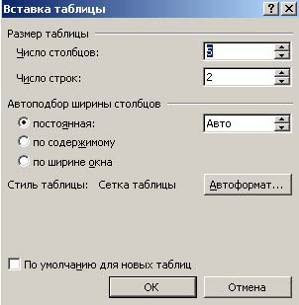 Вставка таблицы
Размер таблицы
Число столбцов: 5
Число строк: 2
Автоподбор ширины столбцов
постоянная: Авто
по содержимому
по ширине окна
Стиль таблицы: Сетка таблицы Автоформат...
По умолчанию для новых таблиц
ОК Отмена